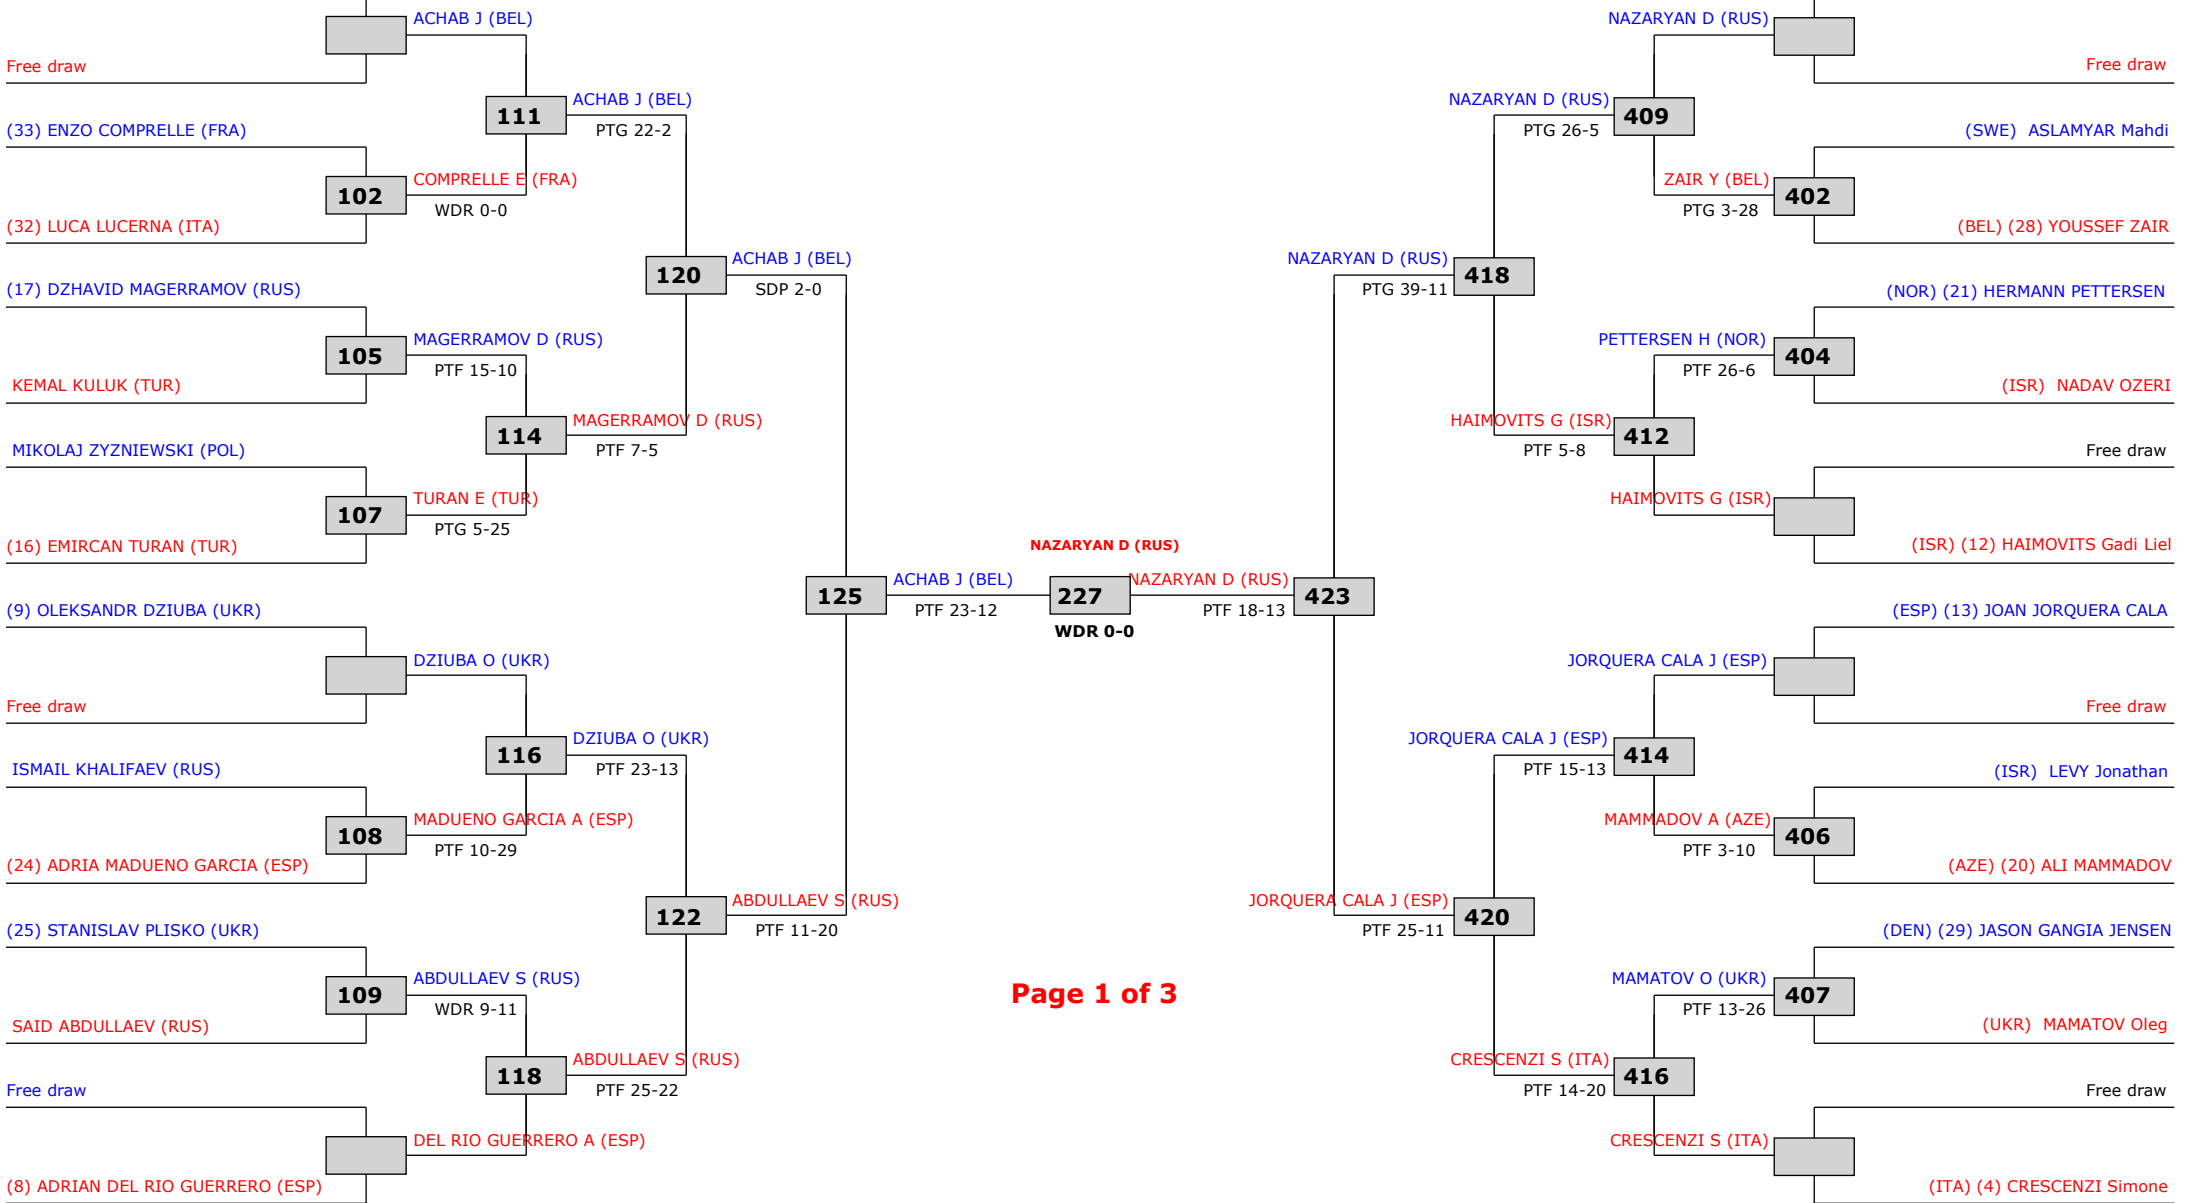 ACHAB J (BEL)
Free draw
111
ACHAB J (BEL)
PTG 22-2
(33) ENZO COMPRELLE (FRA)
102
COMPRELLE E (FRA)
WDR 0-0
(32) LUCA LUCERNA (ITA)
120
ACHAB J (BEL)
SDP 2-0
(17) DZHAVID MAGERRAMOV (RUS)
105
MAGERRAMOV D (RUS)
PTF 15-10
KEMAL KULUK (TUR)
114
MAGERRAMOV D (RUS)
PTF 7-5
MIKOLAJ ZYZNIEWSKI (POL)
107
TURAN E (TUR)
PTG 5-25
(16) EMIRCAN TURAN (TUR)
125
ACHAB J (BEL)
PTF 23-12
(9) OLEKSANDR DZIUBA (UKR)
DZIUBA O (UKR)
Free draw
116
DZIUBA O (UKR)
PTF 23-13
ISMAIL KHALIFAEV (RUS)
108
MADUENO GARCIA A (ESP)
PTF 10-29
(24) ADRIA MADUENO GARCIA (ESP)
122
ABDULLAEV S (RUS)
PTF 11-20
(25) STANISLAV PLISKO (UKR)
109
ABDULLAEV S (RUS)
WDR 9-11
SAID ABDULLAEV (RUS)
118
ABDULLAEV S (RUS)
PTF 25-22
Free draw
DEL RIO GUERRERO A (ESP)
(8) ADRIAN DEL RIO GUERRERO (ESP)
NAZARYAN D (RUS)
227
WDR 0-0
Page 1 of 3
NAZARYAN D (RUS)
Free draw
NAZARYAN D (RUS)
409
PTG 26-5
(SWE) ASLAMYAR Mahdi
ZAIR Y (BEL)
402
PTG 3-28
(BEL) (28) YOUSSEF ZAIR
NAZARYAN D (RUS)
418
PTG 39-11
(NOR) (21) HERMANN PETTERSEN
PETTERSEN H (NOR)
404
PTF 26-6
(ISR) NADAV OZERI
HAIMOVITS G (ISR)
412
PTF 5-8
Free draw
HAIMOVITS G (ISR)
(ISR) (12) HAIMOVITS Gadi Liel
NAZARYAN D (RUS)
423
PTF 18-13
(ESP) (13) JOAN JORQUERA CALA
JORQUERA CALA J (ESP)
Free draw
JORQUERA CALA J (ESP)
414
PTF 15-13
(ISR) LEVY Jonathan
MAMMADOV A (AZE)
406
PTF 3-10
(AZE) (20) ALI MAMMADOV
JORQUERA CALA J (ESP)
420
PTF 25-11
(DEN) (29) JASON GANGIA JENSEN
MAMATOV O (UKR)
407
PTF 13-26
(UKR) MAMATOV Oleg
CRESCENZI S (ITA)
416
PTF 14-20
Free draw
CRESCENZI S (ITA)
(ITA) (4) CRESCENZI Simone